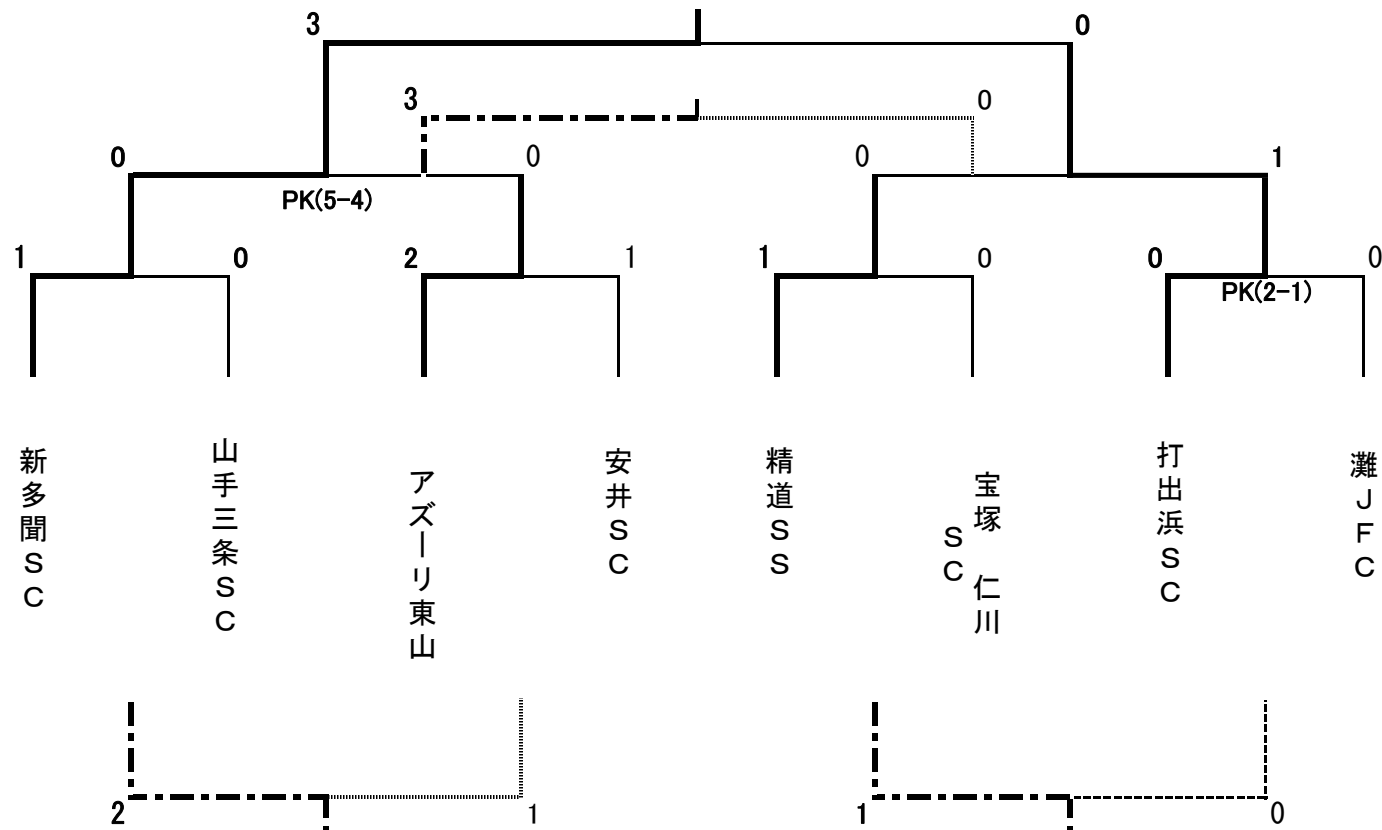 3 0
3 0
0 0 0 1
PK(5-4)
1 0 2 1 1 0 0 0
PK(2-1)
新多聞SC
山手三条SC
アズーリ東山
安井SC
精道SS
宝塚 仁川
SC
打出浜SC
灘JFC
2 1 1 0